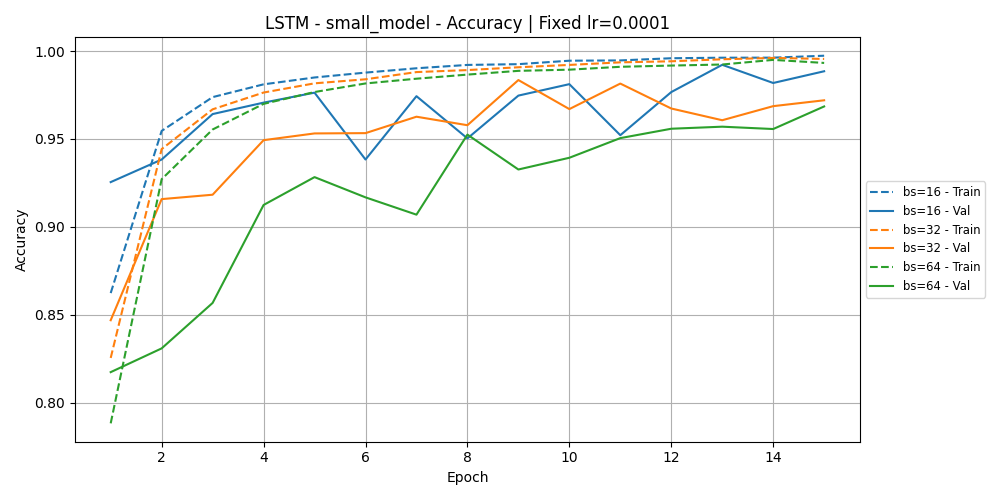 LSTM - small_model - Accuracy | Fixed lr=0.0001
Accuracy
1.00
0.95
0.90
0.85
0.80
2 4 6 8 10 12 14
Epoch
bs=16 - Train
bs=16 - Val
bs=32 - Train
bs=32 - Val
bs=64 - Train
bs=64 - Val